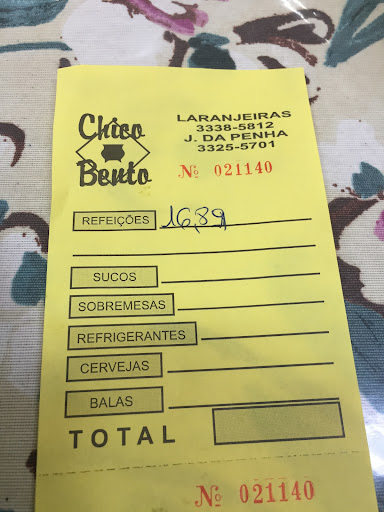 Chico
Bento
LARANJEIRAS
3338-5812
J. DA PENHA
3325-5701
Nº 021140
REFEIÇÕES 16,89
SUCOS
SOBREMESAS
REFRIGERANTES
CERVEJAS
BALAS
TOTAL
Nº 021140